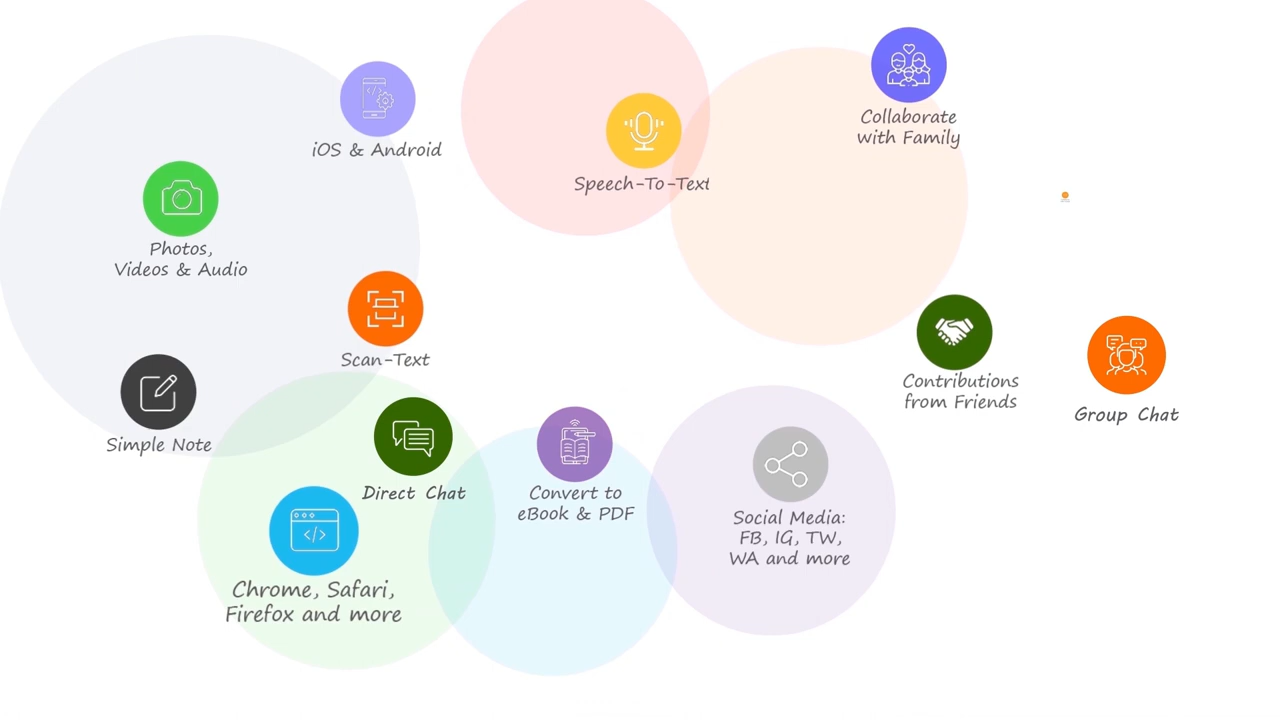 iOS & Android
Collaborate
with Family
Speech-To-Text
Photos,
Videos & Audio
Scan-Text
Contributions
from Friends
Group Chat
Simple Note
Direct Chat
Convert to
eBook & PDF
Social Media:
FB, IG, TW,
WA and more
Chrome, Safari,
Firefox and more